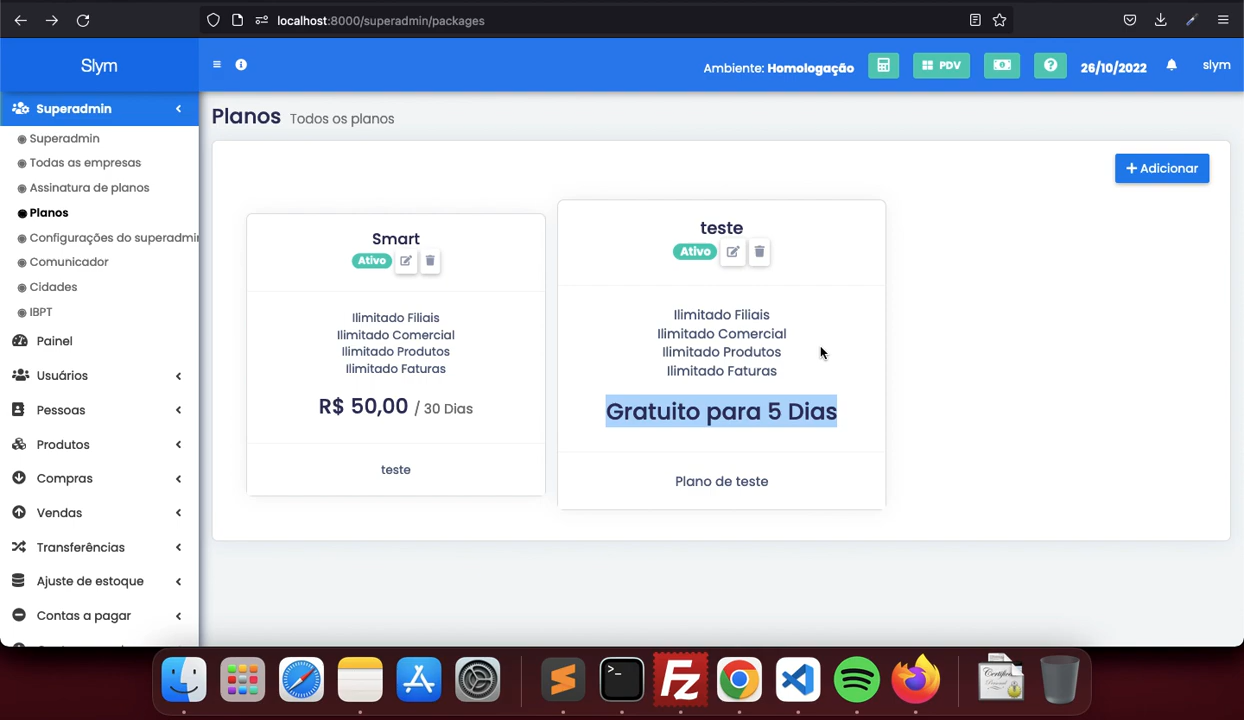 localhost:8000/superadmin/packages
Slym
Ambiente: Homologação
PDV
26/10/2022
slym
Superadmin
Superadmin
Todas as empresas
Assinatura de planos
Planos
Configurações do superadmin
Comunicador
Cidades
IBPT
Painel
Usuários
Pessoas
Produtos
Compras
Vendas
Transferências
Ajuste de estoque
Contas a pagar
Planos Todos os planos
+ Adicionar
Smart
Ativo
Ilimitado Filiais
Ilimitado Comercial
Ilimitado Produtos
Ilimitado Faturas
R$ 50,00 / 30 Dias
teste
teste
Ativo
Ilimitado Filiais
Ilimitado Comercial
Ilimitado Produtos
Ilimitado Faturas
Gratuito para 5 Dias
Plano de teste